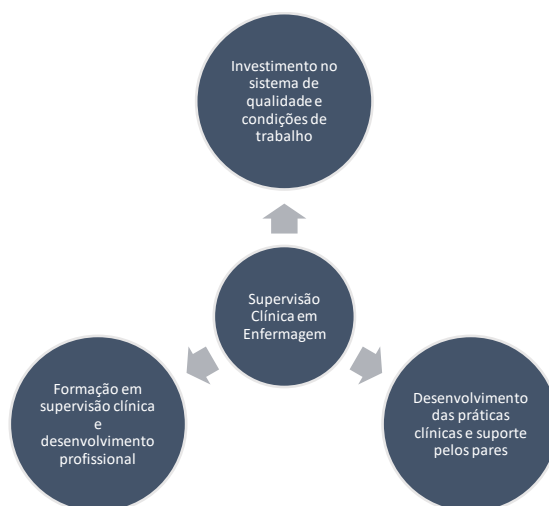 Investimento no
sistema de
qualidade e
condições de
trabalho
Supervisão
Clínica em
Enfermagem
Formação em
supervisão clínica
e
desenvolvimento
profissional
Desenvolvimento
das práticas
clínicas e suporte
pelos pares